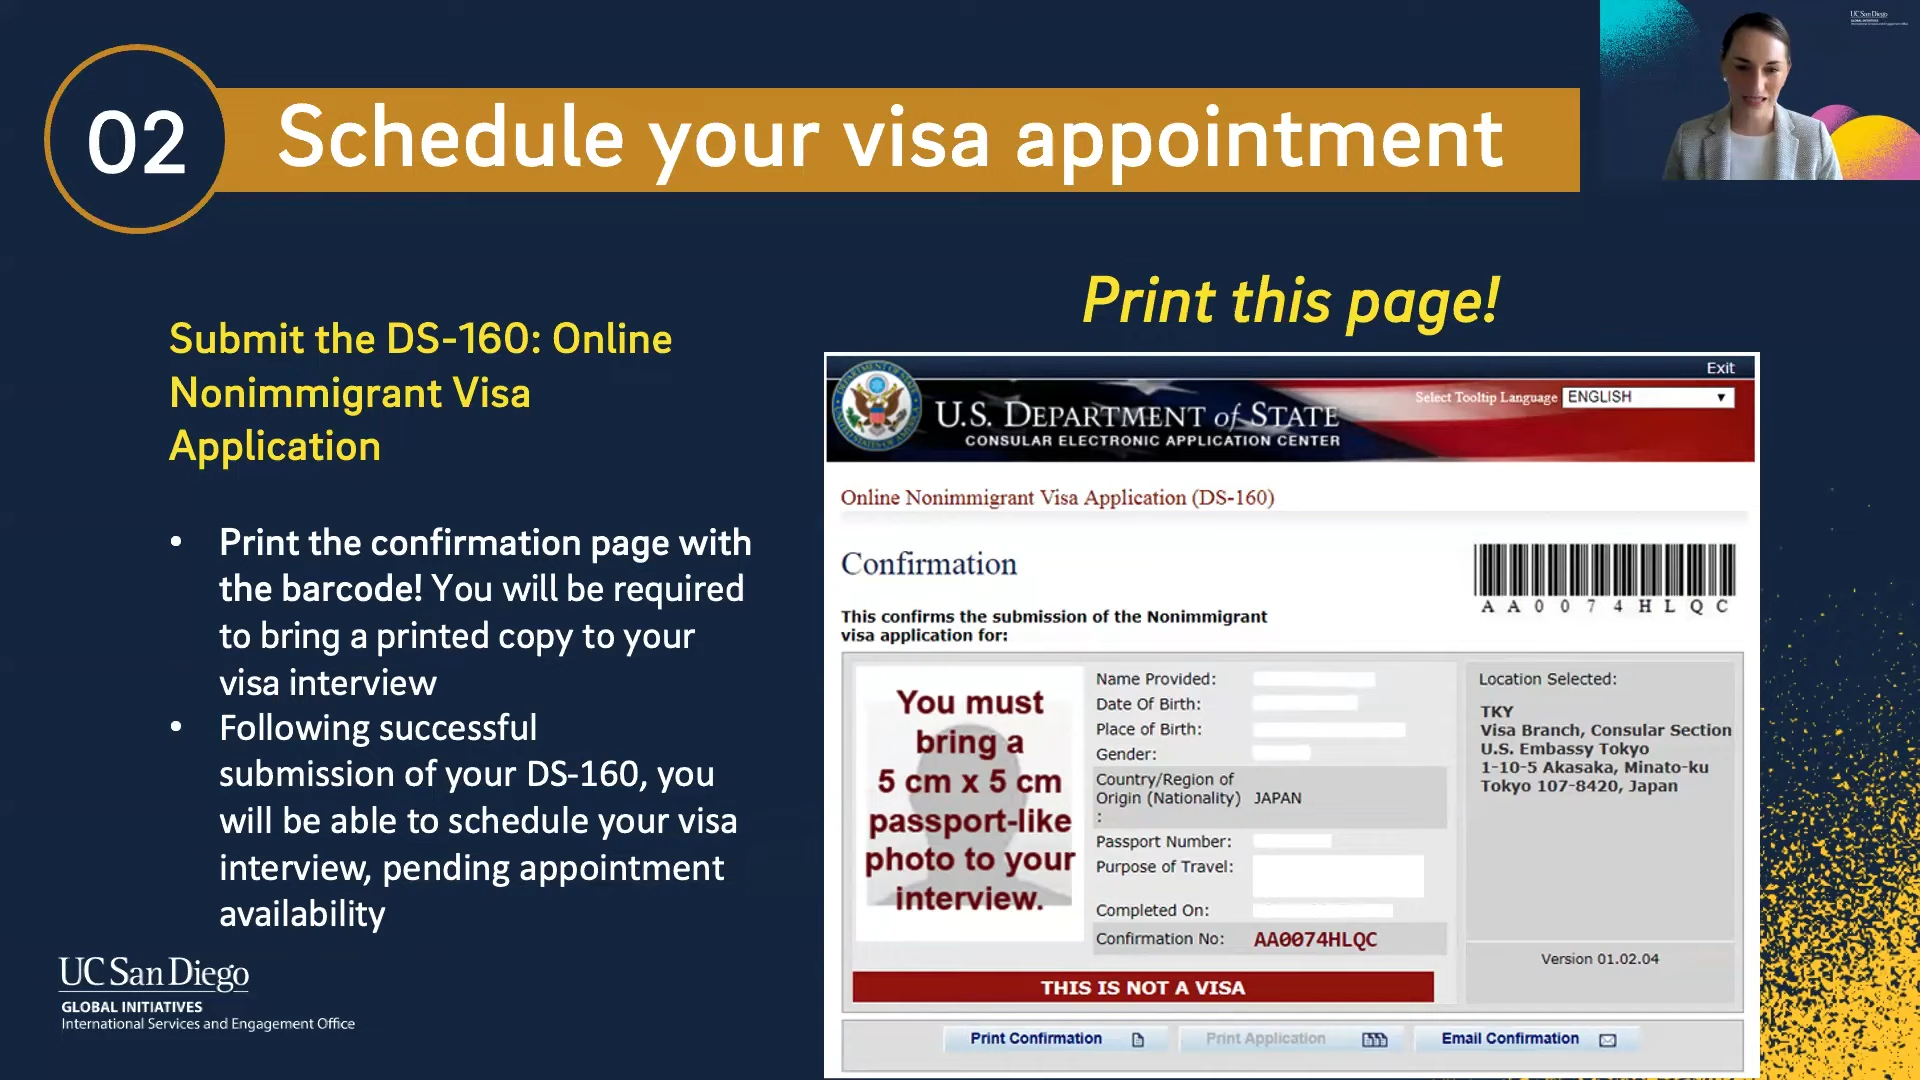 02
Schedule your visa appointment
UC San Diego
Print this page!
Submit the DS-160: Online
Nonimmigrant Visa
Application
• Print the confirmation page with
the barcode! You will be required
to bring a printed copy to your
visa interview
• Following successful
submission of your DS-160, you
will be able to schedule your visa
interview, pending appointment
availability
UC San Diego
GLOBAL INITIATIVES
International Services and Engagement Office
Exit
Select Tooltip Language ENGLISH
U.S. DEPARTMENT of STATE
CONSULAR ELECTRONIC APPLICATION CENTER
Online Nonimmigrant Visa Application (DS-160)
Confirmation
AA0074HLQC
This confirms the submission of the Nonimmigrant
visa application for:
You must
bring a
5 cm x 5 cm
passport-like
photo to your
interview.
Name Provided:
Date Of Birth:
Place of Birth:
Gender:
Country/Region of
Origin (Nationality) JAPAN
:
Passport Number:
Purpose of Travel:
Completed On:
Confirmation No: AA0074HLQC
Location Selected:
TKY
Visa Branch, Consular Section
U.S. Embassy Tokyo
1-10-5 Akasaka, Minato-ku
Tokyo 107-8420, Japan
Version 01.02.04
THIS IS NOT A VISA
Print Confirmation
Print Application
Email Confirmation